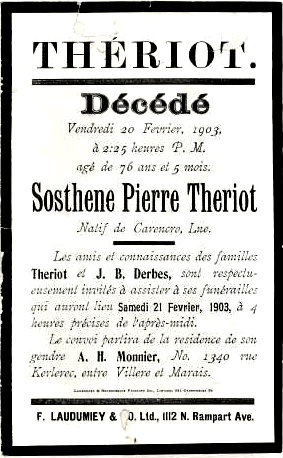 THÉRIOT.
Décédé
Vendredi 20 Fevrier, 1903,
à 2:25 heures P. M.
agé de 76 ans et 5 mois.
Sosthene Pierre Theriot
Natif de Carencro, Lne.
Les amis et connaissances des familles
Theriot et J. B. Derbes, sont respectu-
eusement invités à assister à ses funérailles
qui auront lieu Samedi 21 Fevrier, 1903, à 4
heures précises de l'après-midi.
Le convoi partira de la residence de son
gendre A. H. Monnier, No. 1340 rue
Kerlerec, entre Villere et Marais.
F. LAUDUMIEY & CO. Ltd., 1112 N. Rampart Ave.